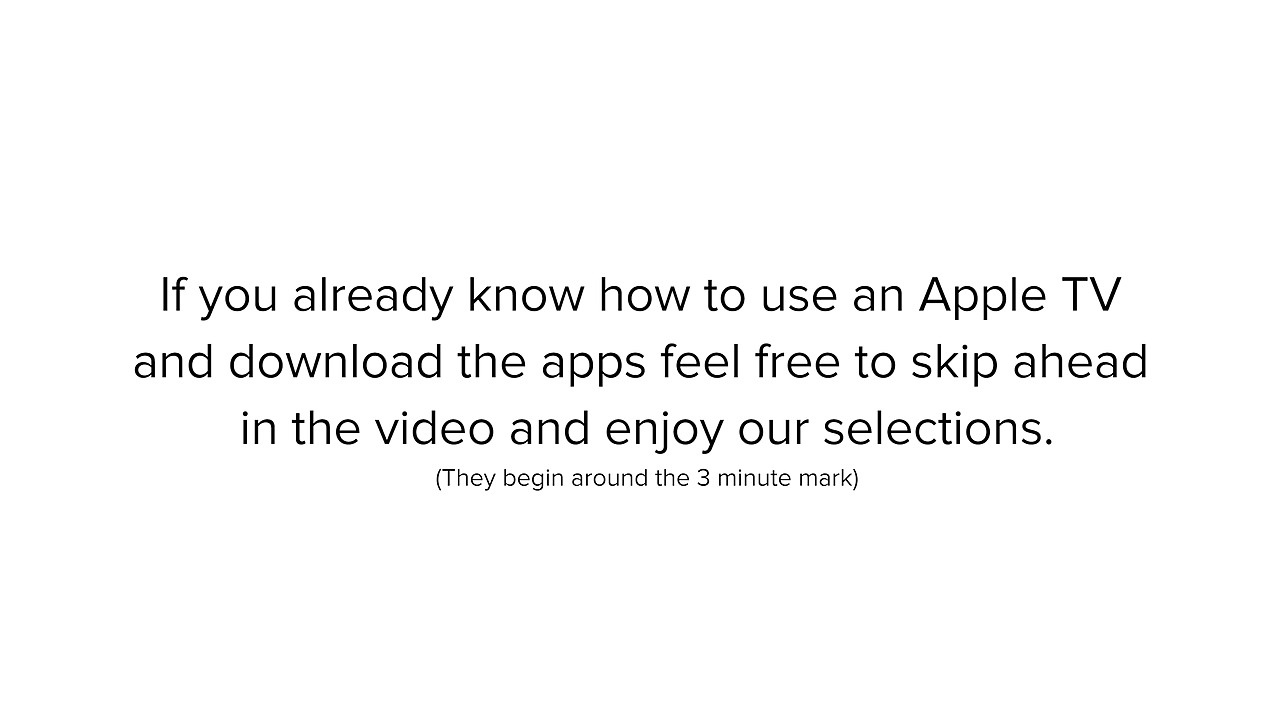 If you already know how to use an Apple TV
and download the apps feel free to skip ahead
in the video and enjoy our selections.
(They begin around the 3 minute mark)